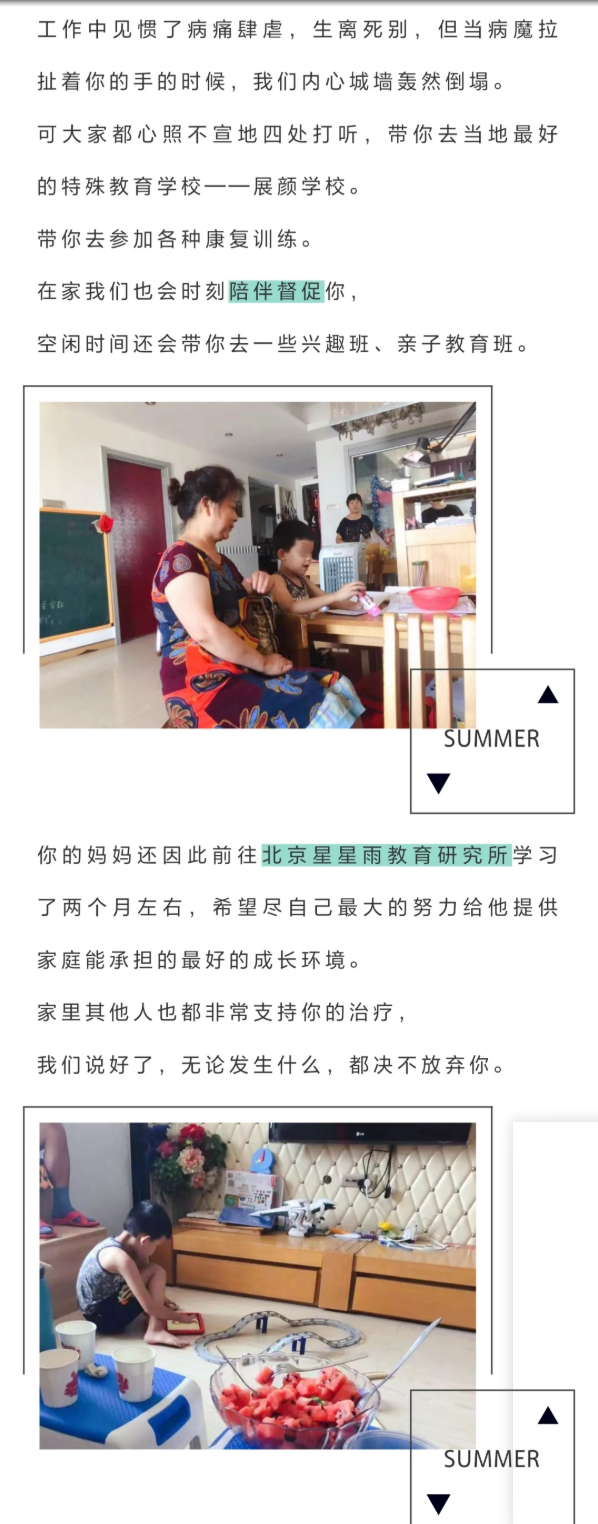 工作中见惯了病痛肆虐，生离死别，但当病魔拉
扯着你的手的时候，我们内心城墙轰然倒塌。
可大家都心照不宣地四处打听，带你去当地最好
的特殊教育学校——展颜学校。
带你去参加各种康复训练。
在家我们也会时刻陪伴督促你，
空闲时间还会带你去一些兴趣班、亲子教育班。
SUMMER
你的妈妈还因此前往北京星星雨教育研究所学习
了两个月左右，希望尽自己最大的努力给他提供
家庭能承担的最好的成长环境。
家里其他人也都非常支持你的治疗，
我们说好了，无论发生什么，都决不放弃你。
SUMMER